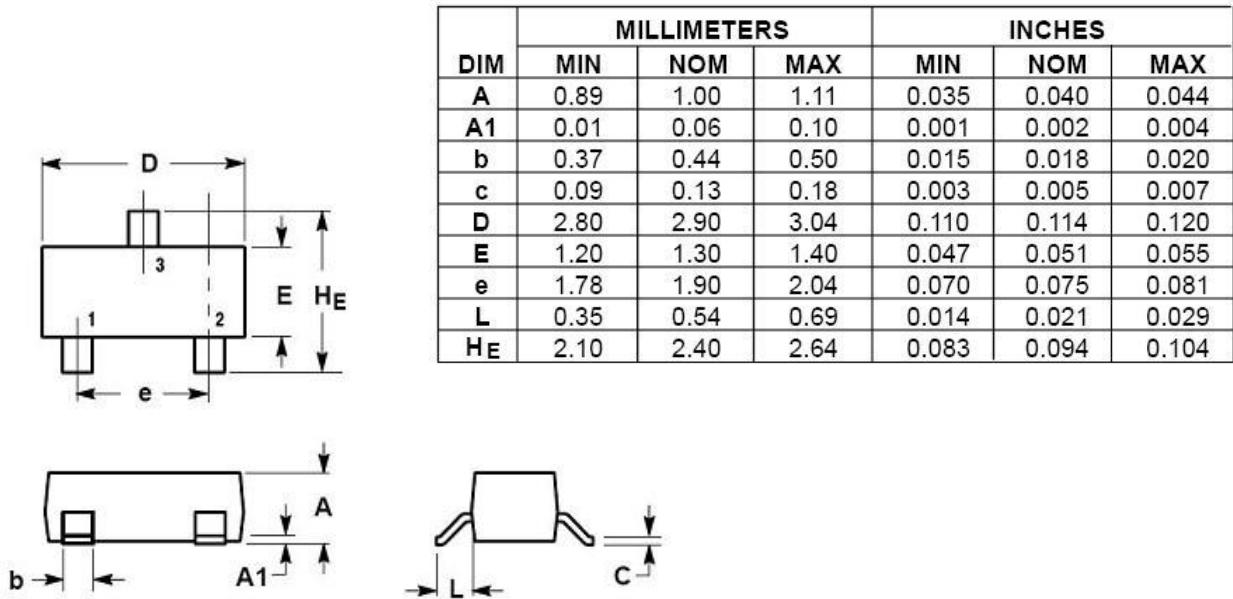 MILLIMETERS INCHES
DIM MIN NOM MAX MIN NOM MAX
A 0.89 1.00 1.11 0.035 0.040 0.044
A1 0.01 0.06 0.10 0.001 0.002 0.004
b 0.37 0.44 0.50 0.015 0.018 0.020
c 0.09 0.13 0.18 0.003 0.005 0.007
D 2.80 2.90 3.04 0.110 0.114 0.120
E 1.20 1.30 1.40 0.047 0.051 0.055
e 1.78 1.90 2.04 0.070 0.075 0.081
L 0.35 0.54 0.69 0.014 0.021 0.029
HE 2.10 2.40 2.64 0.083 0.094 0.104
D
3
E HE
1 2
e
A
b A1
L C